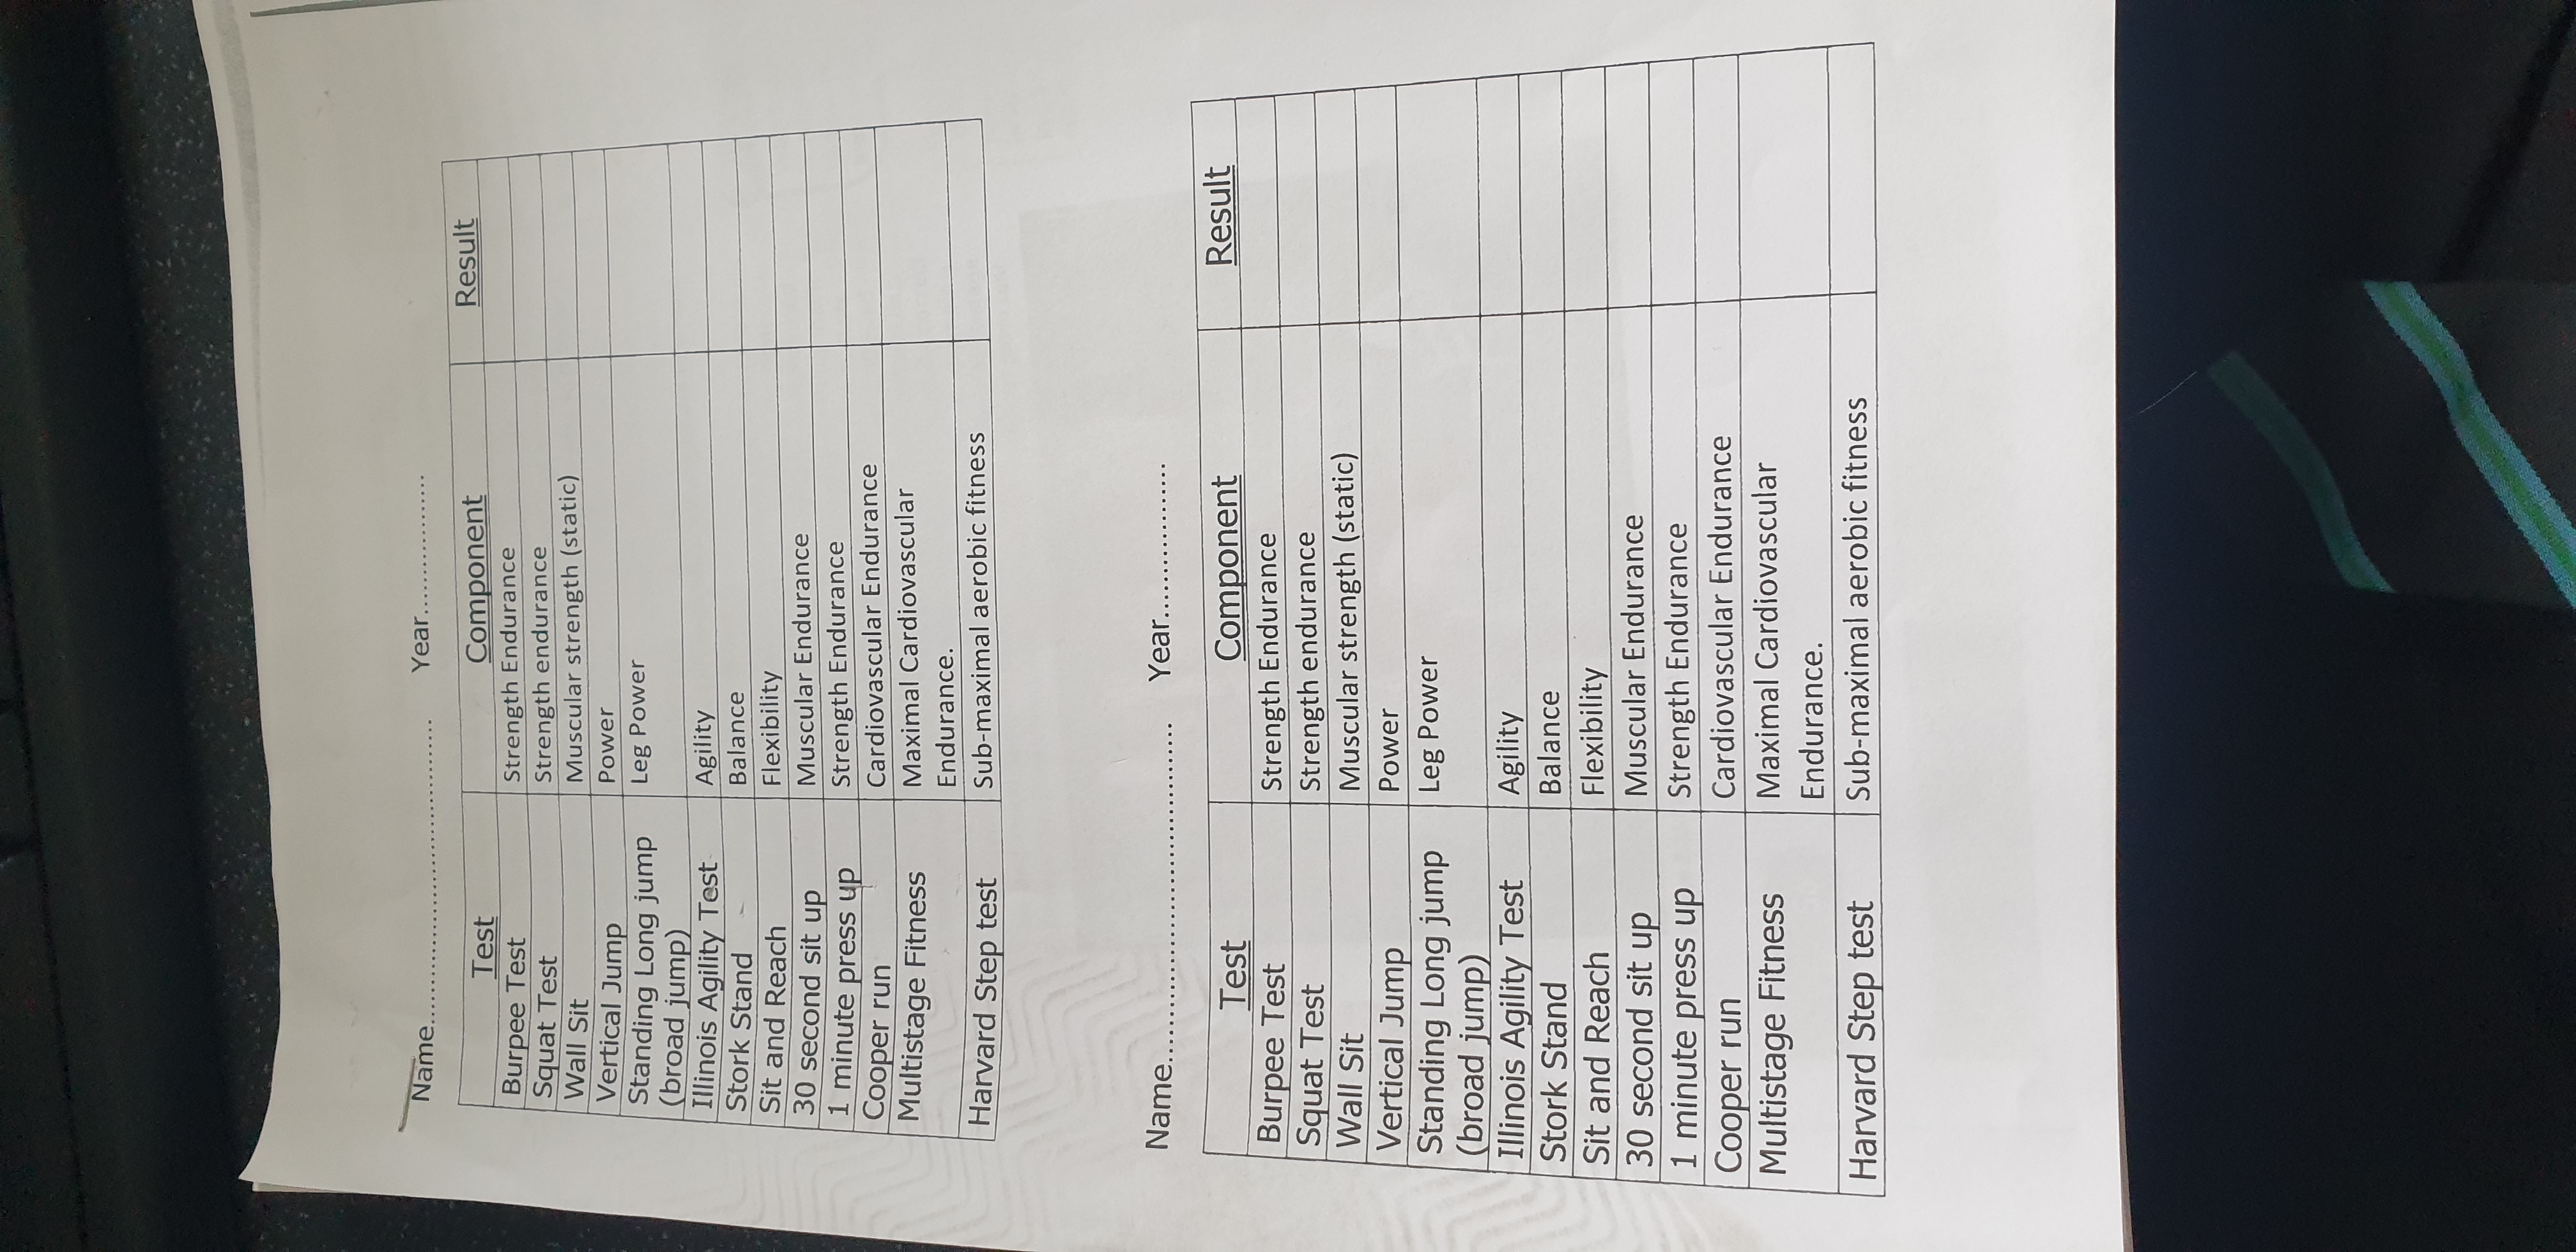 Name....................................... Year..................
Test Component Result
Burpee Test Strength Endurance
Squat Test Strength endurance
Wall Sit Muscular strength (static)
Vertical Jump Power
Standing Long jump Leg Power
(broad jump)
Illinois Agility Test Agility
Stork Stand Balance
Sit and Reach Flexibility
30 second sit up Muscular Endurance
1 minute press up Strength Endurance
Cooper run Cardiovascular Endurance
Multistage Fitness Maximal Cardiovascular
Endurance.
Harvard Step test Sub-maximal aerobic fitness
Name....................................... Year..................
Test Component Result
Burpee Test Strength Endurance
Squat Test Strength endurance
Wall Sit Muscular strength (static)
Vertical Jump Power
Standing Long jump Leg Power
(broad jump)
Illinois Agility Test Agility
Stork Stand Balance
Sit and Reach Flexibility
30 second sit up Muscular Endurance
1 minute press up Strength Endurance
Cooper run Cardiovascular Endurance
Multistage Fitness Maximal Cardiovascular
Endurance.
Harvard Step test Sub-maximal aerobic fitness